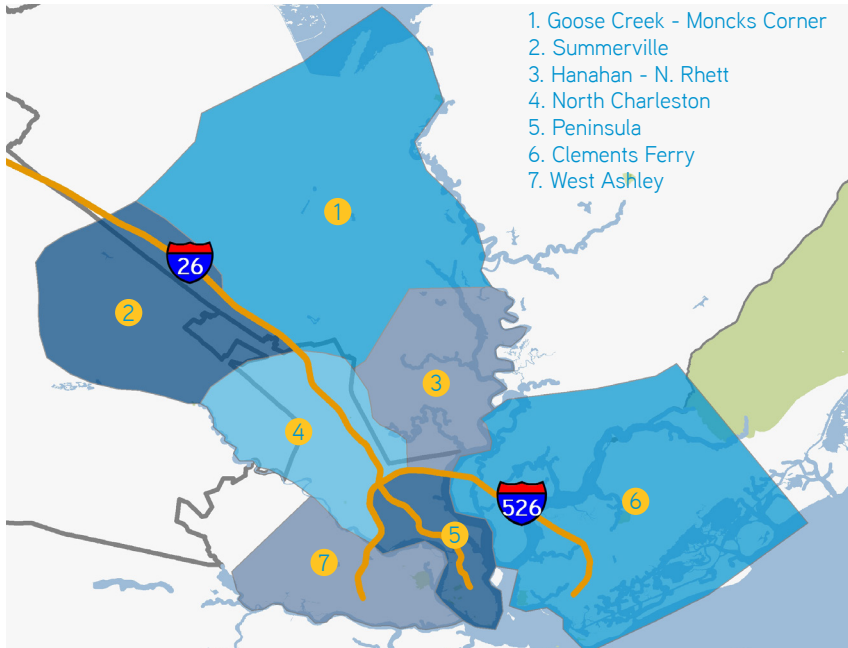 1. Goose Creek - Moncks Corner
2. Summerville
3. Hanahan - N. Rhett
4. North Charleston
5. Peninsula
6. Clements Ferry
7. West Ashley
1
26
2
3
4
526
6
5
7